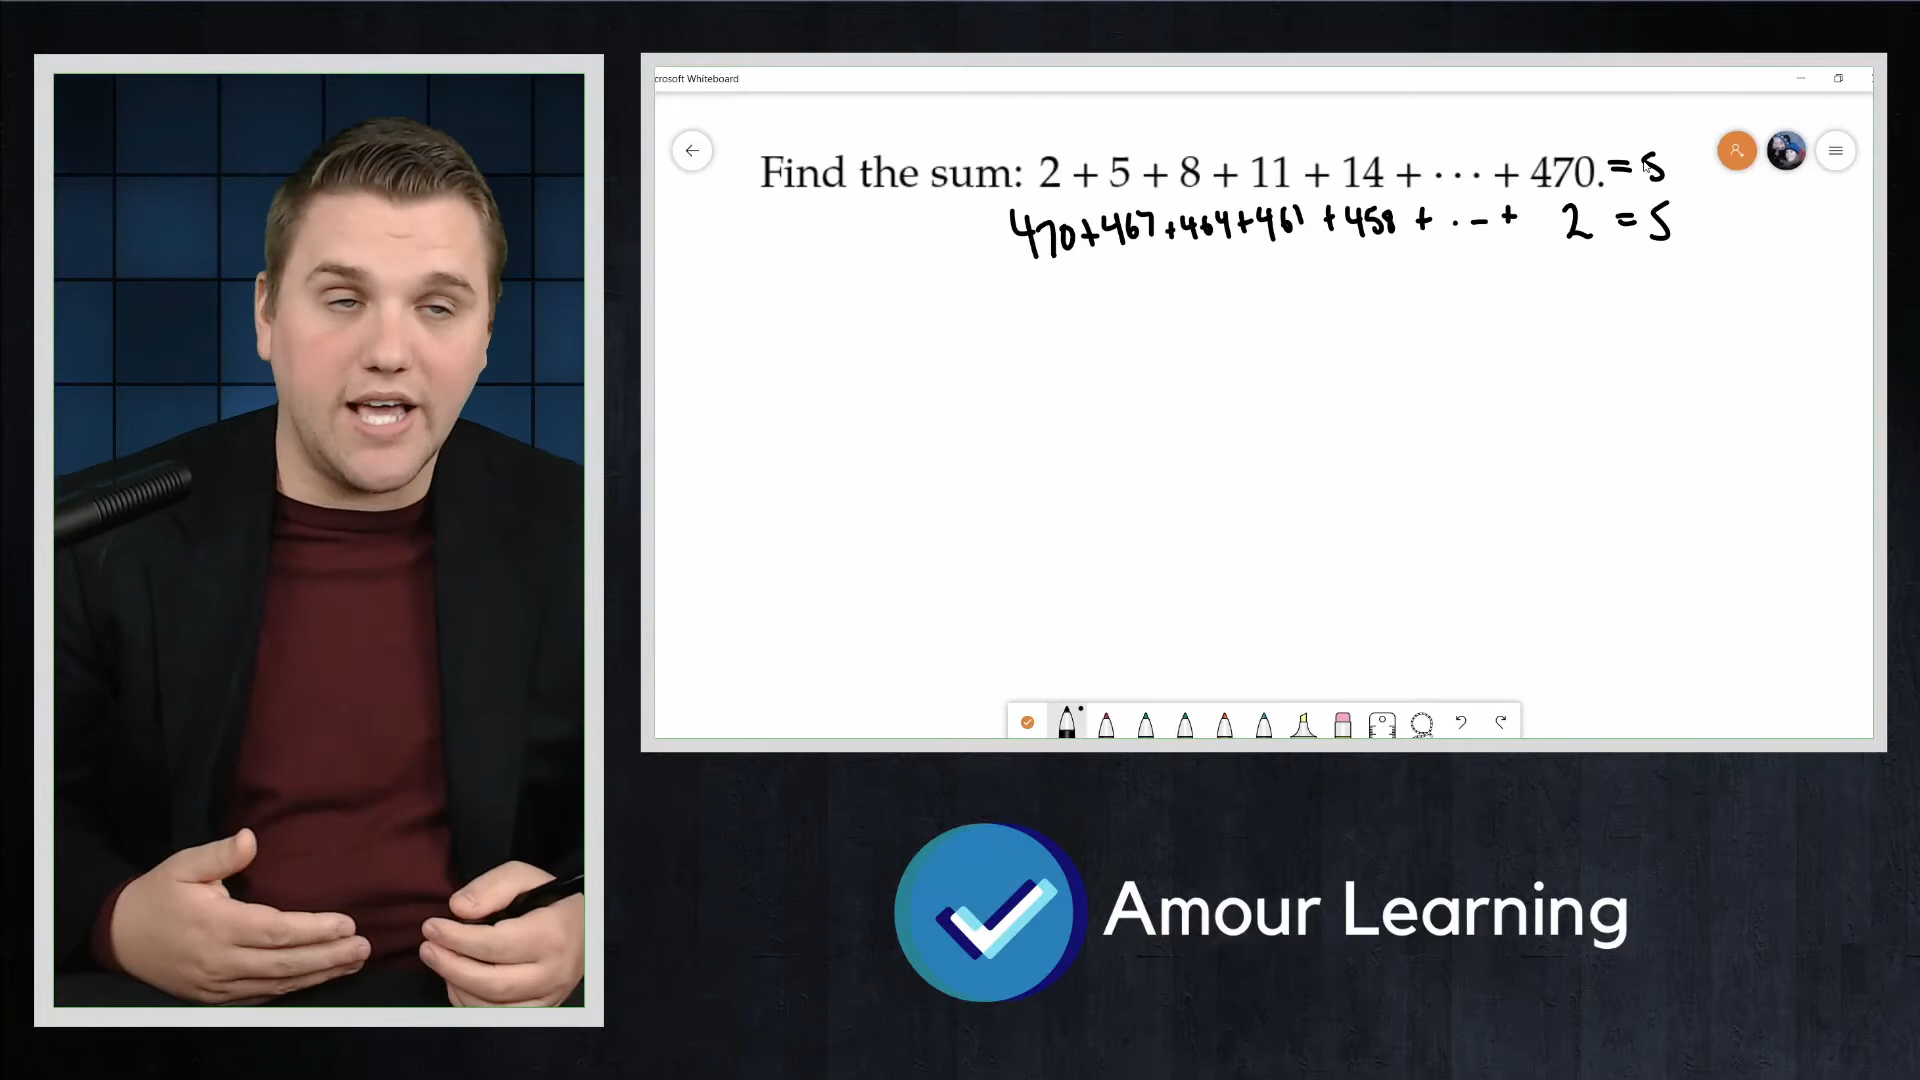 crosoft Whiteboard
Find the sum: 2 + 5 + 8 + 11 + 14 + ··· + 470. = S
470+467+464+461 +458 + ... + 2 = S
Amour Learning